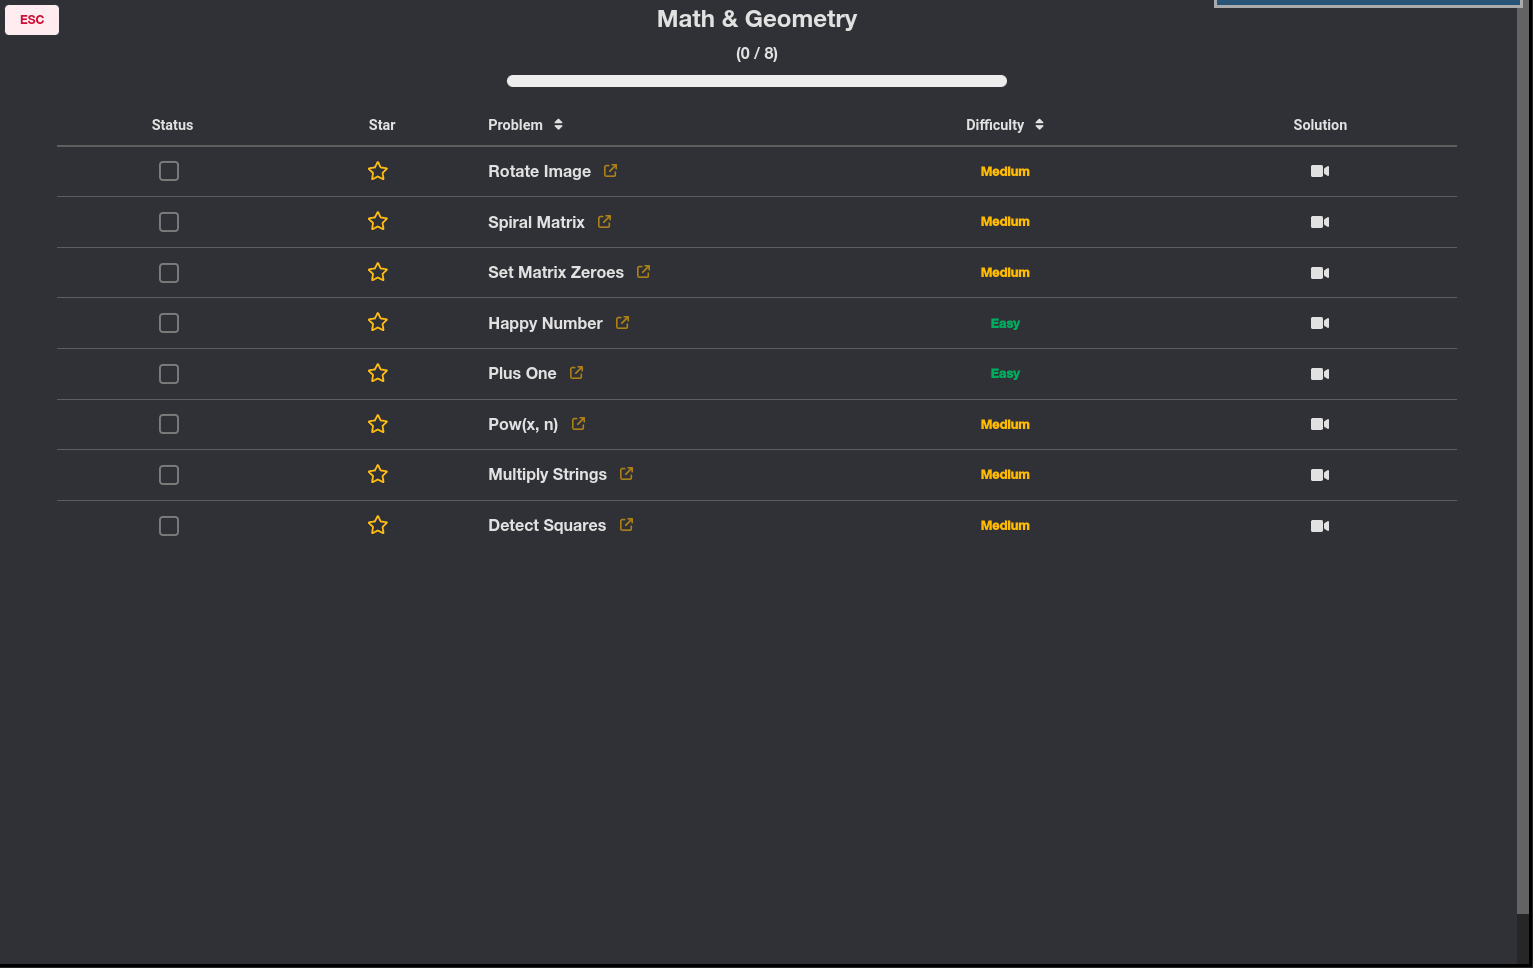 ESC
Math & Geometry
(0 / 8)
Status Star Problem Difficulty Solution
Rotate Image Medium
Spiral Matrix Medium
Set Matrix Zeroes Medium
Happy Number Easy
Plus One Easy
Pow(x, n) Medium
Multiply Strings Medium
Detect Squares Medium